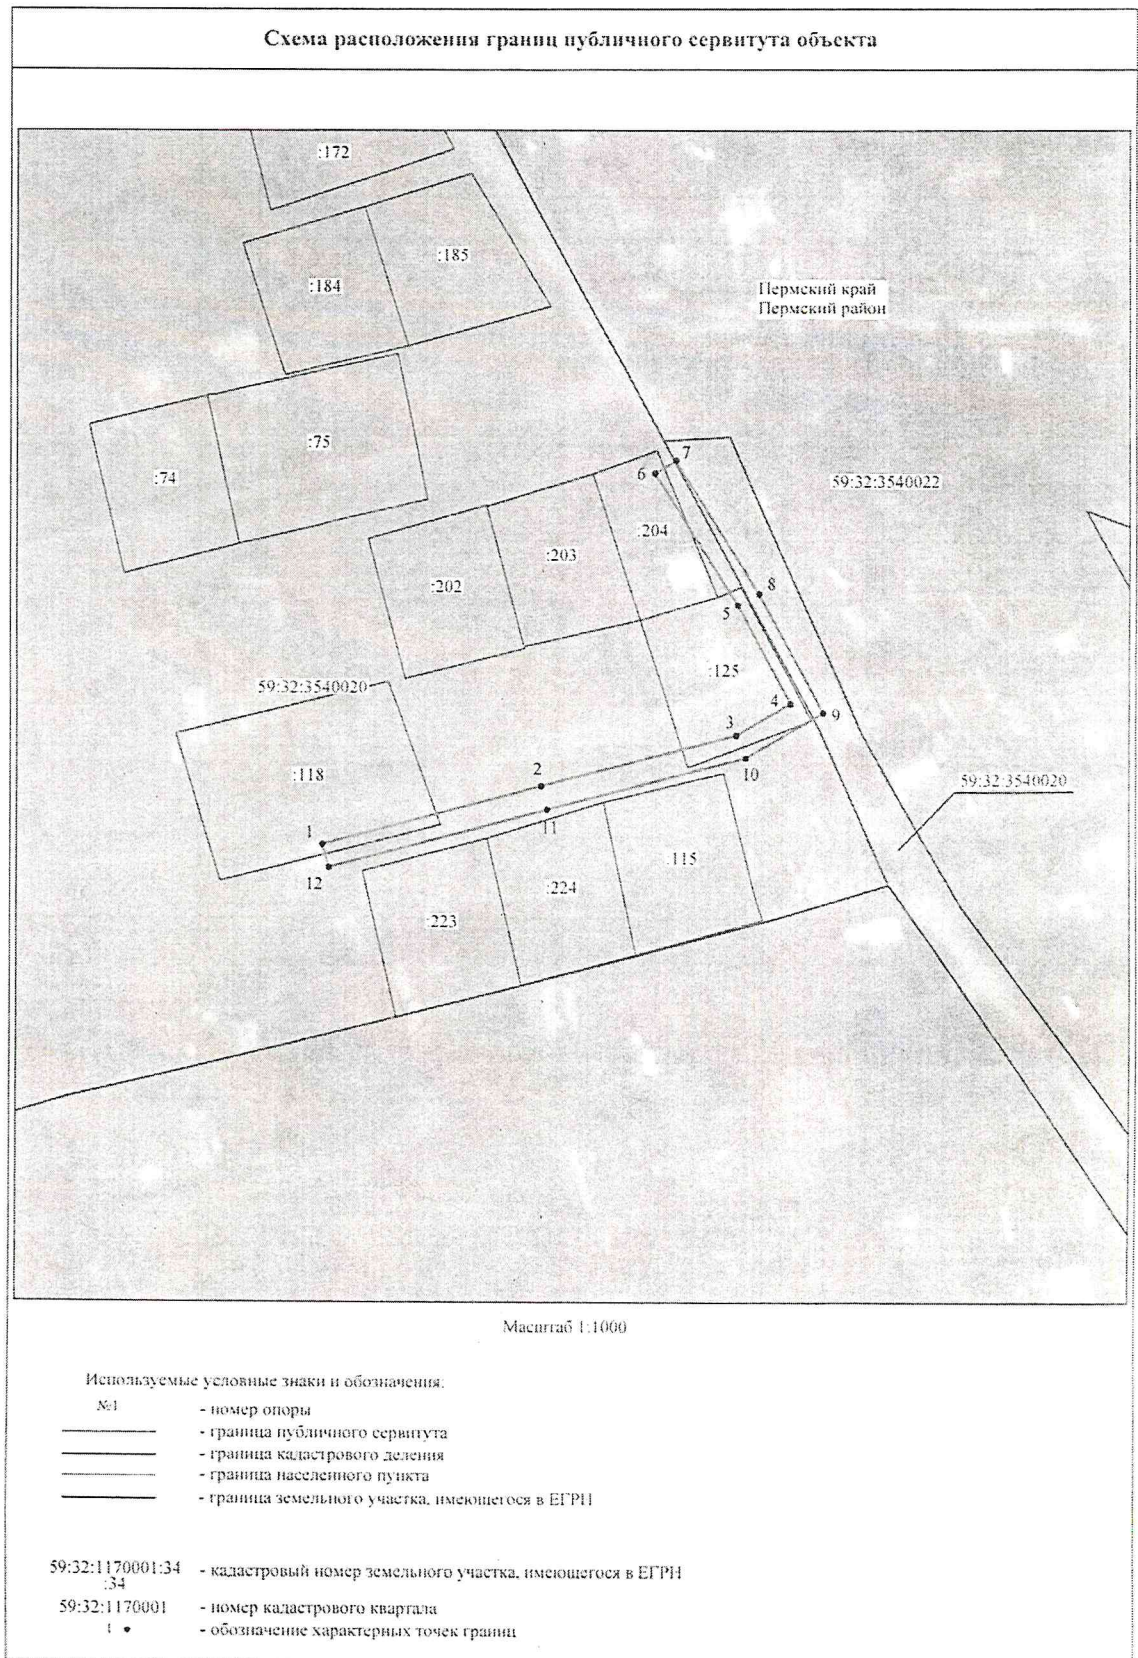 Схема расположения границ публичного сервитута объекта
:172
:185
:184
Пермский край
Пермский район
:75
:74
7
6
59:32:3540022
:204
:203
:202
8
5
:125
59:32:3540020
4
9
3
10
:118
2
59:32:3540020
1
11
12
:115
:224
:223
Масштаб 1:1000
Используемые условные знаки и обозначения:
№1 - номер опоры
- граница публичного сервитута
- граница кадастрового деления
- граница населенного пункта
- граница земельного участка, имеющегося в ЕГРН
59:32:1170001:34 - кадастровый номер земельного участка, имеющегося в ЕГРН
:34
59:32:1170001 - номер кадастрового квартала
1 • - обозначение характерных точек границ